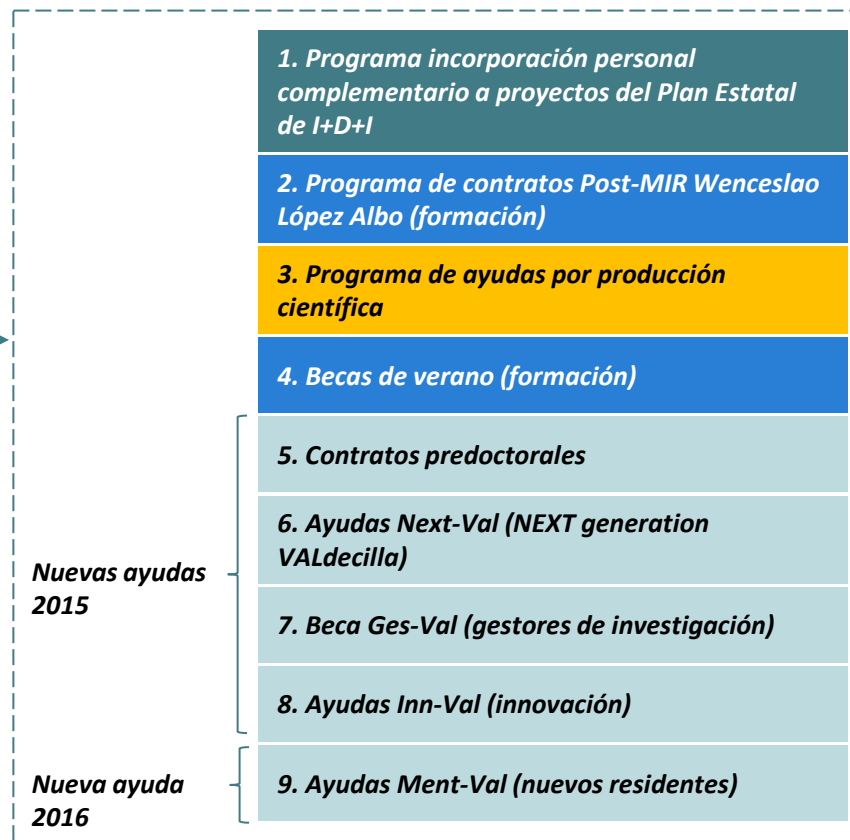 1. Programa incorporación personal
complementario a proyectos del Plan Estatal
de I+D+I
2. Programa de contratos Post-MIR Wenceslao
López Albo (formación)
3. Programa de ayudas por producción
científica
4. Becas de verano (formación)
5. Contratos predoctorales
6. Ayudas Next-Val (NEXT generation
VALdecilla)
Nuevas ayudas
2015
7. Beca Ges-Val (gestores de investigación)
8. Ayudas Inn-Val (innovación)
Nueva ayuda
2016
9. Ayudas Ment-Val (nuevos residentes)